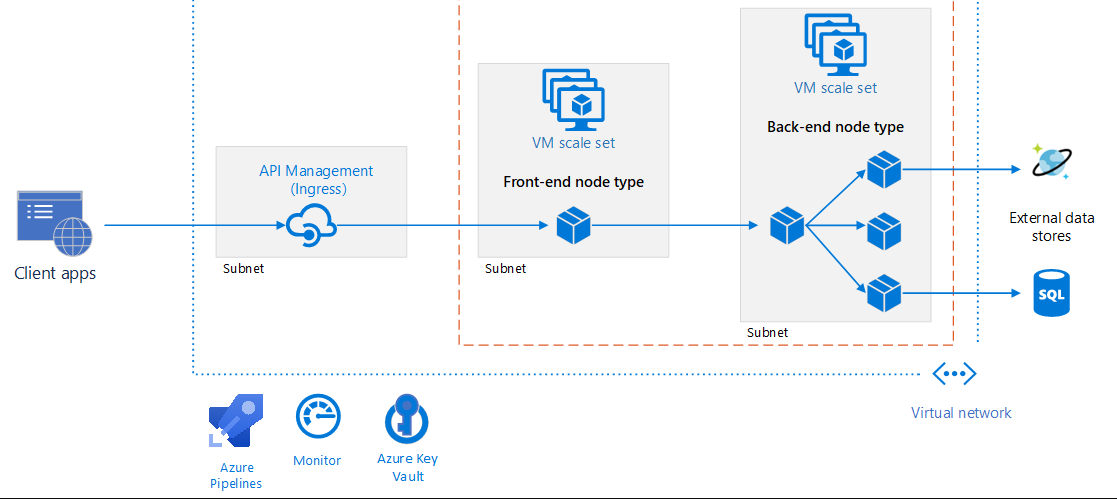 VM scale set
Back-end node type
VM scale set
Front-end node type
API Management
(Ingress)
Client apps
Subnet
Subnet
Subnet
External data
stores
SQL
Virtual network
Azure
Pipelines
Monitor
Azure Key
Vault